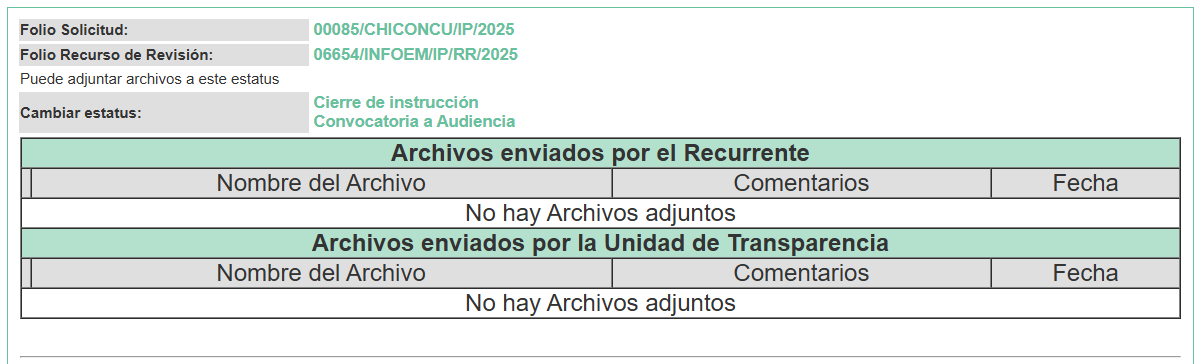 Folio Solicitud: 00085/CHICONCU/IP/2025
Folio Recurso de Revisión: 06654/INFOEM/IP/RR/2025
Puede adjuntar archivos a este estatus
Cambiar estatus: Cierre de instrucción
Convocatoria a Audiencia
Archivos enviados por el Recurrente
Nombre del Archivo Comentarios Fecha
No hay Archivos adjuntos
Archivos enviados por la Unidad de Transparencia
Nombre del Archivo Comentarios Fecha
No hay Archivos adjuntos